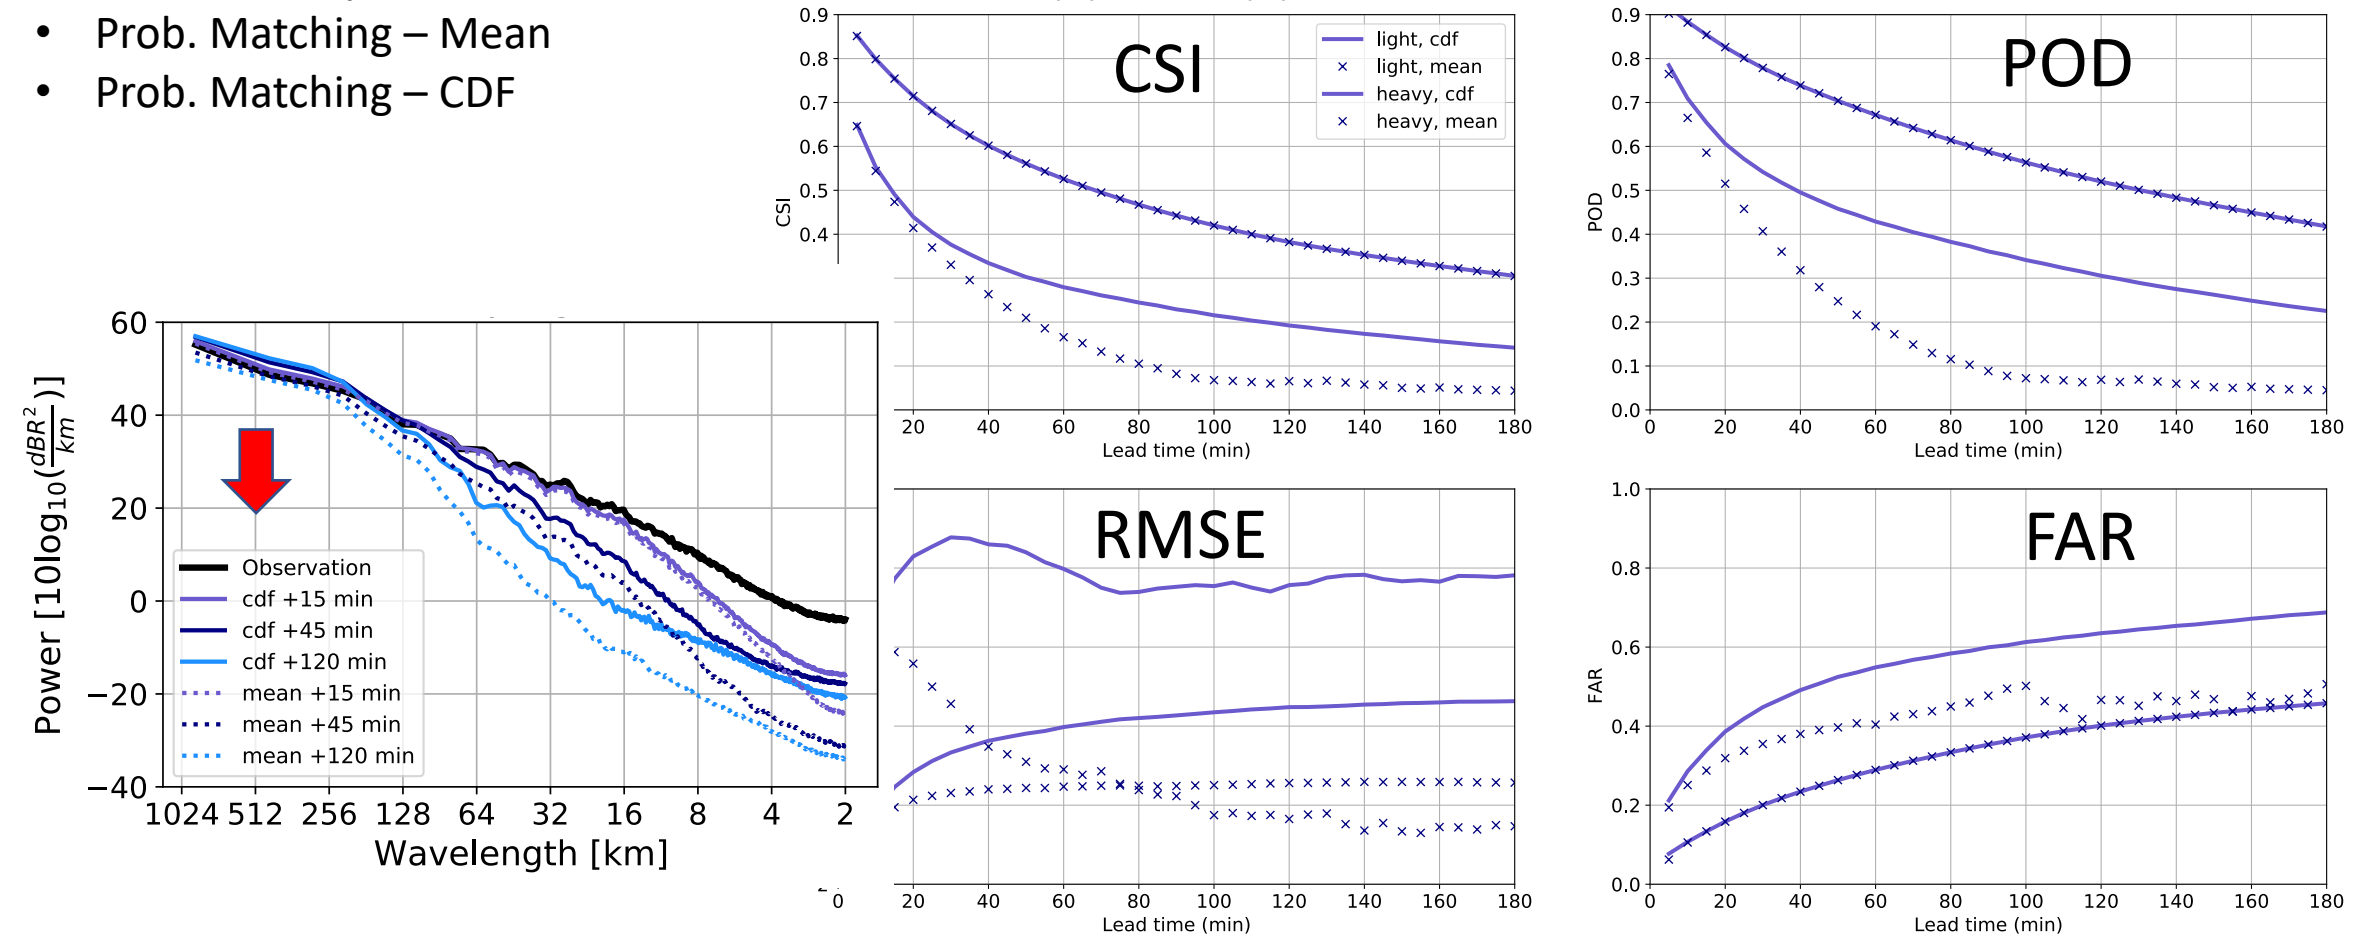 • Prob. Matching – Mean
• Prob. Matching – CDF
0.9
0.8
0.7
0.6
0.5
0.4
CSI
CSI
light, cdf
light, mean
heavy, cdf
heavy, mean
20 40 60 80 100 120 140 160 180
Lead time (min)
0.9
0.8
0.7
0.6
0.5
0.4
0.3
0.2
0.1
0.0
POD
POD
0 20 40 60 80 100 120 140 160 180
Lead time (min)
60
40
20
0
−20
−40
Power [10log10(dBR²/km)]
Observation
cdf +15 min
cdf +45 min
cdf +120 min
mean +15 min
mean +45 min
mean +120 min
1024 512 256 128 64 32 16 8 4 2
Wavelength [km]
RMSE
0 20 40 60 80 100 120 140 160 180
Lead time (min)
1.0
0.8
0.6
0.4
0.2
0.0
FAR
FAR
0 20 40 60 80 100 120 140 160 180
Lead time (min)